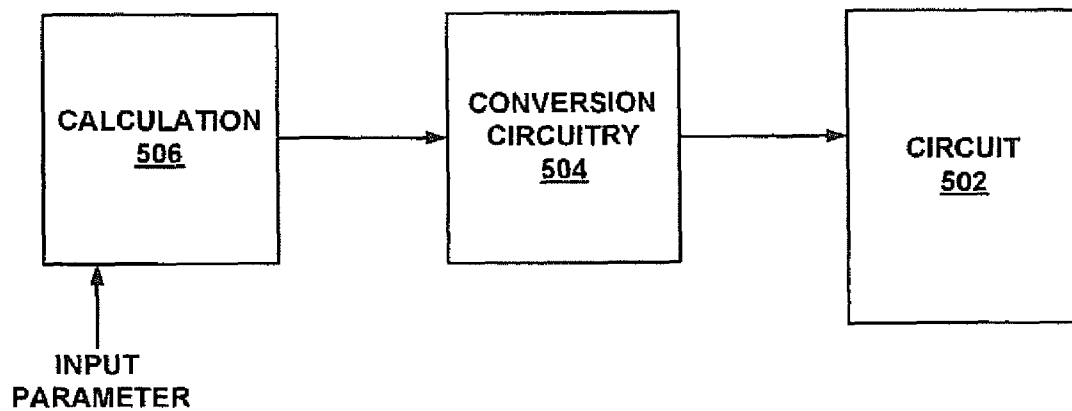 CALCULATION
506
CONVERSION
CIRCUITRY
504
CIRCUIT
502
INPUT
PARAMETER